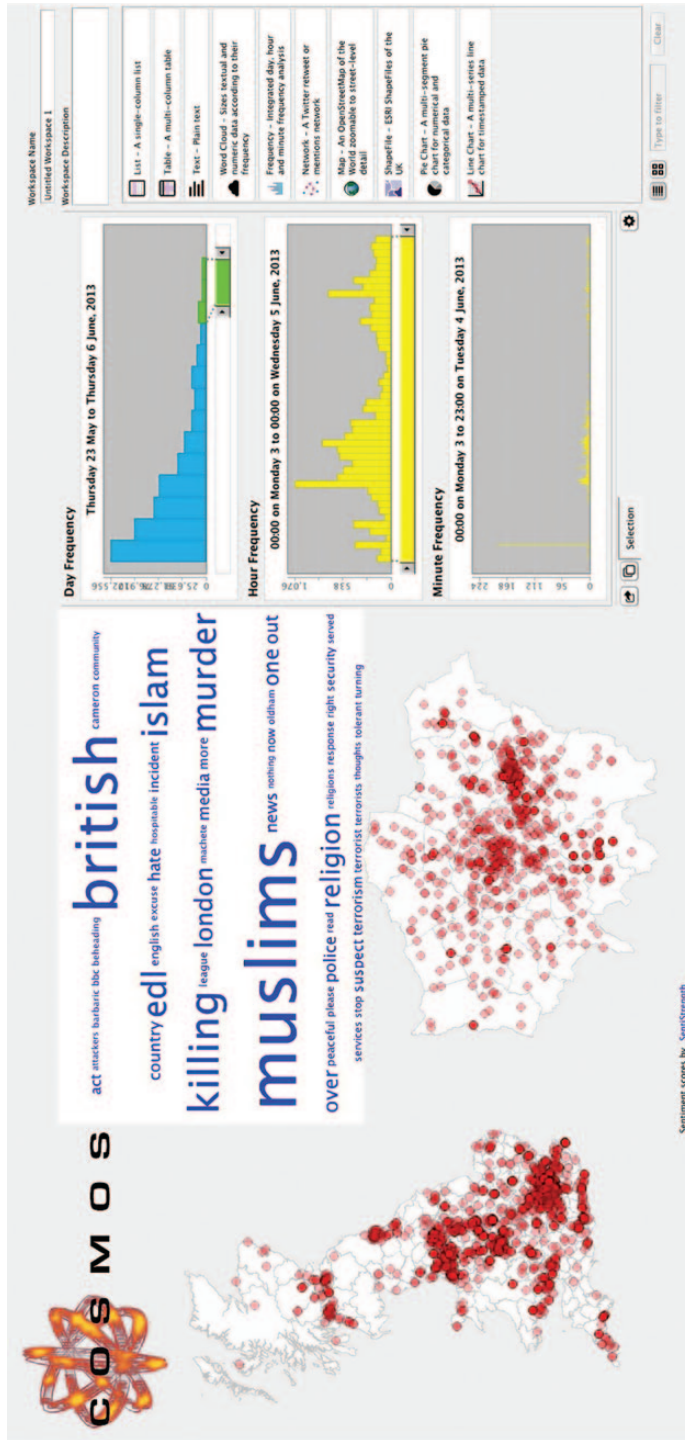 COSMOS
act attackers barbaric bbc beheading british cameron community
country edl english excuse hate hospitable incident islam
killing league london machete media more murder
muslims news nothing now oldham one out
over peaceful please police read religion religions response right security served
services stop suspect terrorism terrorist terrorists thoughts tolerant turning
Sentiment scores by SentiStrength
Day Frequency
Thursday 23 May to Thursday 6 June, 2013
0
Hour Frequency
00:00 on Monday 3 to 00:00 on Wednesday 5 June, 2013
1,076
538
0
Minute Frequency
00:00 on Monday 3 to 23:00 on Tuesday 4 June, 2013
224
168
112
56
0
Selection
Workspace Name
Untitled Workspace 1
Workspace Description
List - A single-column list
Table - A multi-column table
Text - Plain text
Word Cloud - Sizes textual and
numeric data according to their
frequency
Frequency - Integrated day, hour
and minute frequency analysis
Network - A Twitter retweet or
mentions network
Map - An OpenStreetMap of the
World zoomable to street-level
detail
ShapeFile - ESRI ShapeFiles of the
UK
Pie Chart - A multi-segment pie
chart for numerical and
categorical data
Line Chart - A multi-series line
chart for timestamped data
Type to filter
Clear